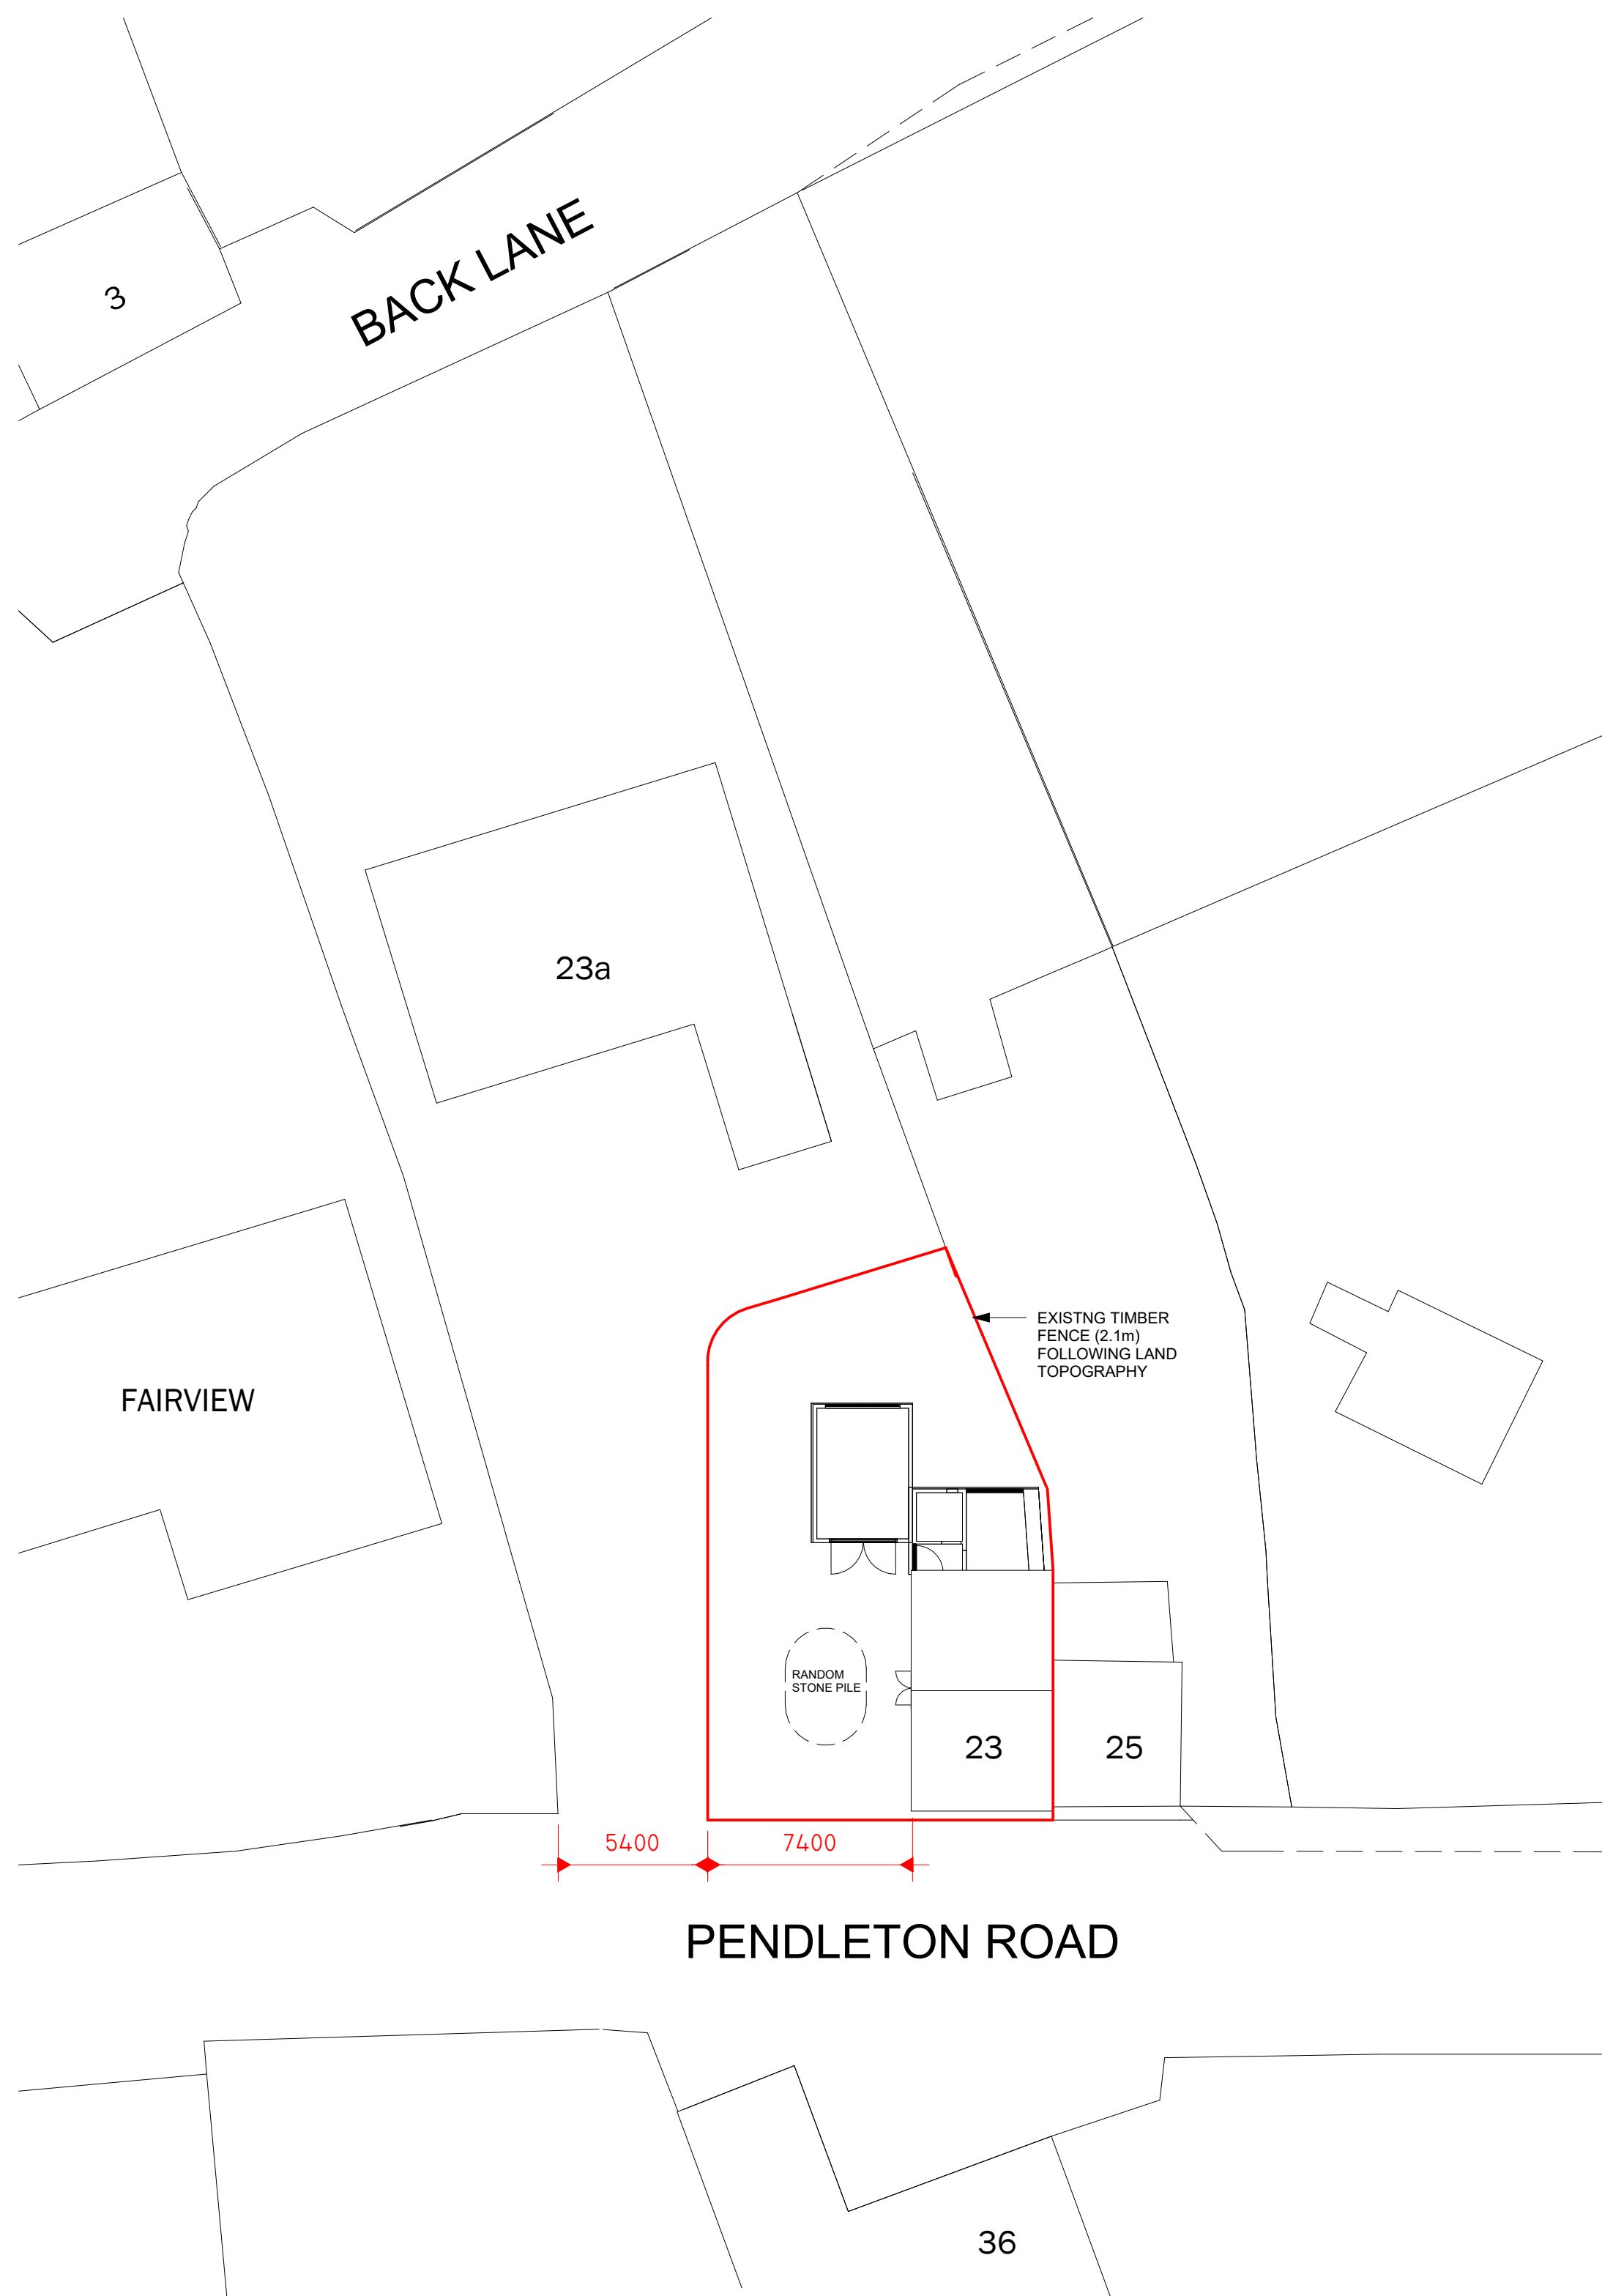 BACK LANE
3
23a
EXISTNG TIMBER
FENCE (2.1m)
FOLLOWING LAND
TOPOGRAPHY
FAIRVIEW
RANDOM
STONE PILE
23
25
5400
7400
PENDLETON ROAD
36